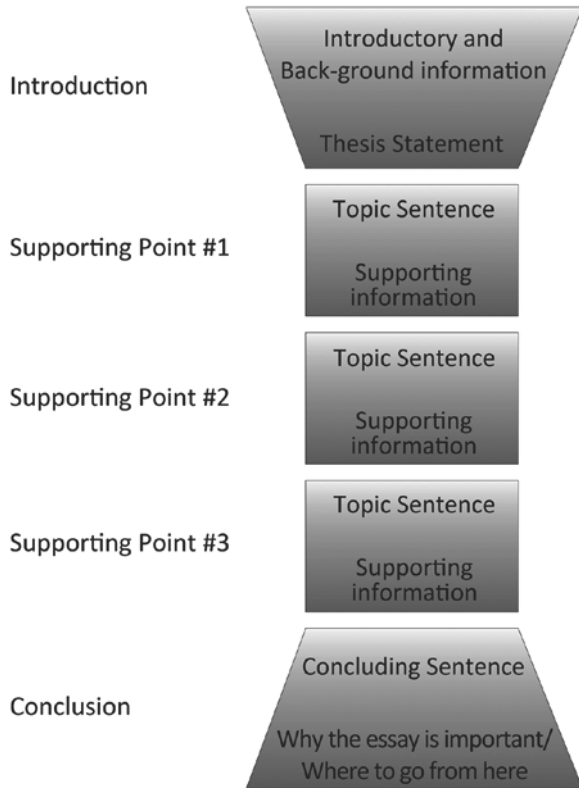 Introduction
Introductory and
Back-ground information
Thesis Statement
Supporting Point #1
Topic Sentence
Supporting
information
Supporting Point #2
Topic Sentence
Supporting
information
Supporting Point #3
Topic Sentence
Supporting
information
Conclusion
Concluding Sentence
Why the essay is important/
Where to go from here